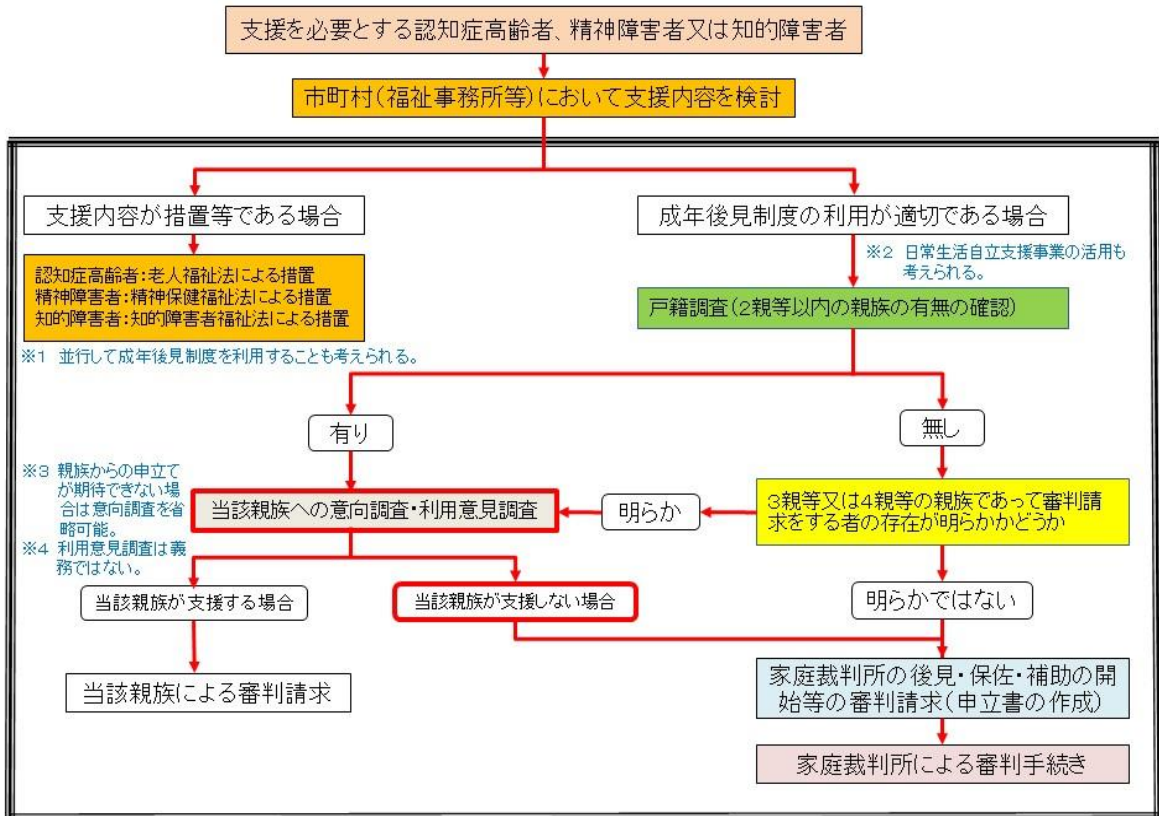 支援を必要とする認知症高齢者、精神障害者又は知的障害者
市町村(福祉事務所等)において支援内容を検討
支援内容が措置等である場合
成年後見制度の利用が適切である場合
※2 日常生活自立支援事業の活用も
考えられる。
認知症高齢者:老人福祉法による措置
精神障害者:精神保健福祉法による措置
知的障害者:知的障害者福祉法による措置
戸籍調査(2親等以内の親族の有無の確認)
※1 並行して成年後見制度を利用することも考えられる。
有り
無し
※3 親族からの申立て
が期待できない場
合は意向調査を省
略可能。
※4 利用意見調査は義
務ではない。
当該親族への意向調査・利用意見調査
明らか
3親等又は4親等の親族であって審判請
求をする者の存在が明らかかどうか
当該親族が支援する場合
当該親族が支援しない場合
明らかではない
当該親族による審判請求
家庭裁判所の後見・保佐・補助の開
始等の審判請求(申立書の作成)
家庭裁判所による審判手続き